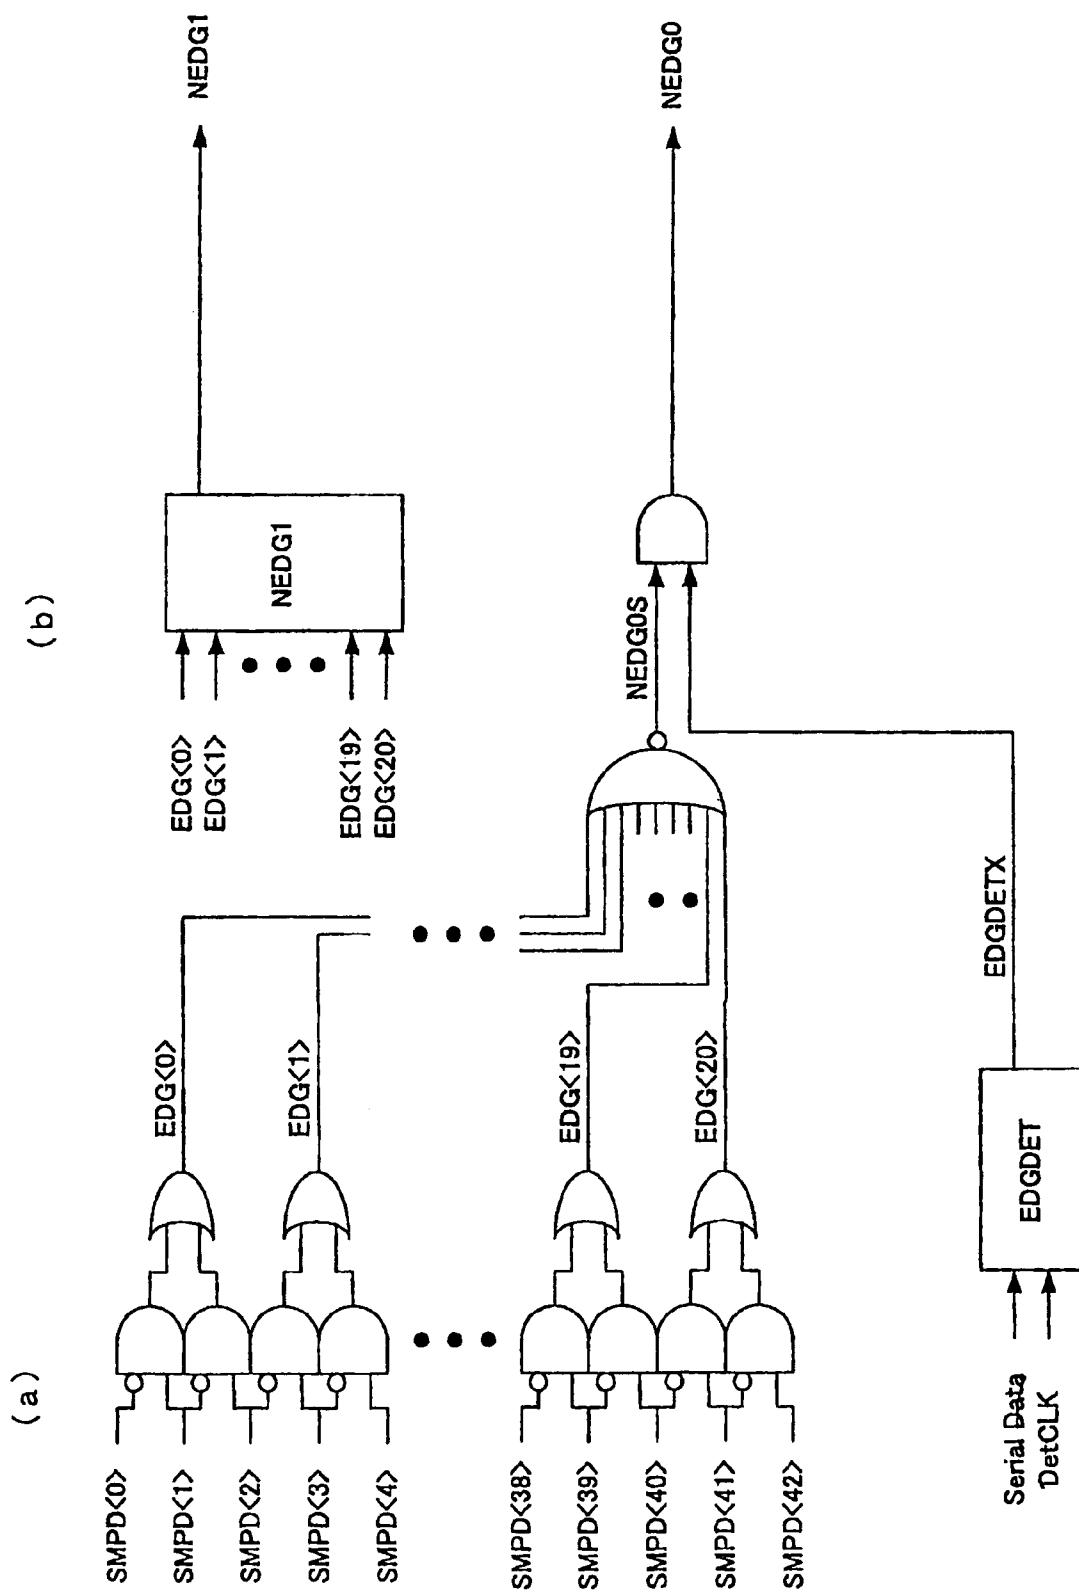 (a)
SMPD<0>
SMPD<1>
SMPD<2>
SMPD<3>
SMPD<4>
SMPD<38>
SMPD<39>
SMPD<40>
SMPD<41>
SMPD<42>
EDG<0>
EDG<1>
EDG<19>
EDG<20>
NEDG0S
NEDG0
Serial Data
DetCLK
EDGDET
EDGDETX
(b)
EDG<0>
EDG<1>
EDG<19>
EDG<20>
NEDG1
NEDG1